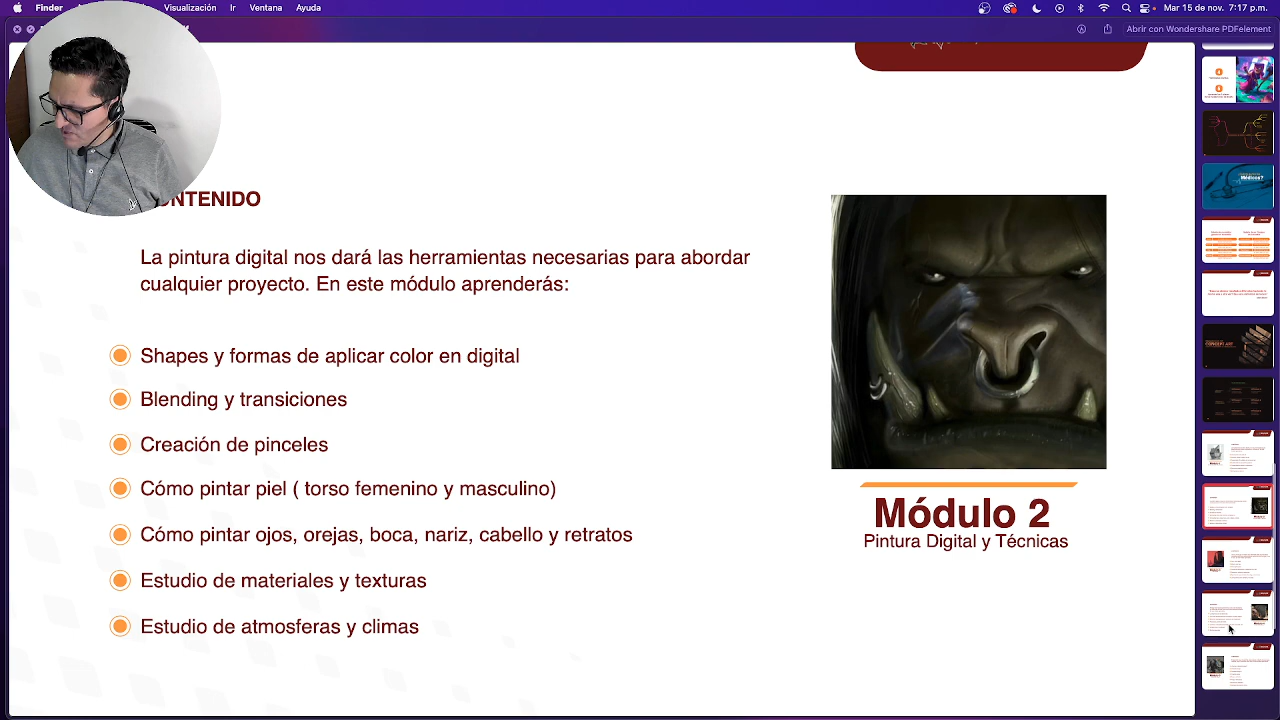 Finder
Visualización
Ir
Ventana
Ayuda
Mar 15 de nov. 7:17 p.m.
Abrir con Wondershare PDFelement
NTENIDO
La pintura digital nos dará las herramientas necesarias para abordar
cualquier proyecto. En este módulo aprenderás:
Shapes y formas de aplicar color en digital
Blending y transiciones
Creación de pinceles
Cómo pintar piel ( torso femenino y masculino)
Cómo pintar ojos, orejas, boca, nariz, cabello y retratos
Estudio de materiales y texturas
Estudio de atmosferas y climas
Módulo 2
Pintura Digital y Técnicas
Médicos?
CONCEPT ART